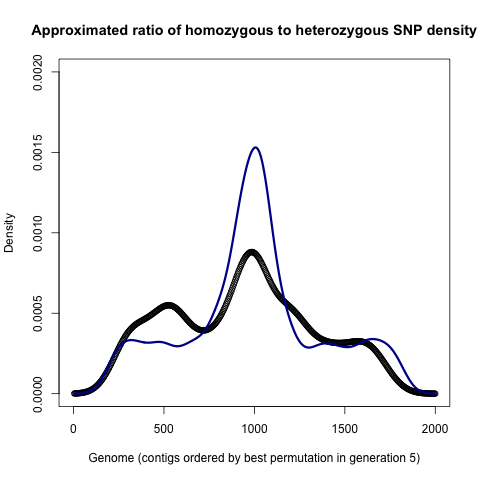 Approximated ratio of homozygous to heterozygous SNP density
Density
0.0020
0.0015
0.0010
0.0005
0.0000
0 500 1000 1500 2000
Genome (contigs ordered by best permutation in generation 5)